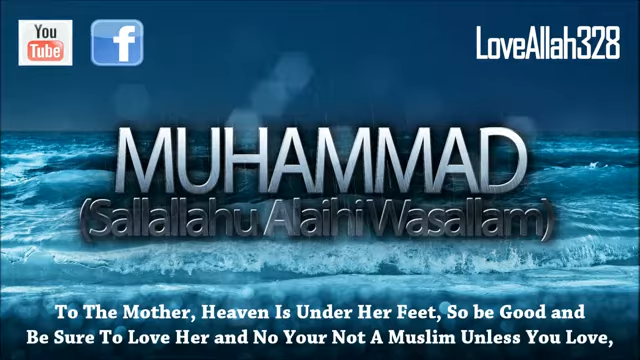 You
Tube
f
LoveAllah328
MUHAMMAD
(Sallallahu Alaihi Wasallam)
To The Mother, Heaven Is Under Her Feet, So be Good and
Be Sure To Love Her and No Your Not A Muslim Unless You Love,